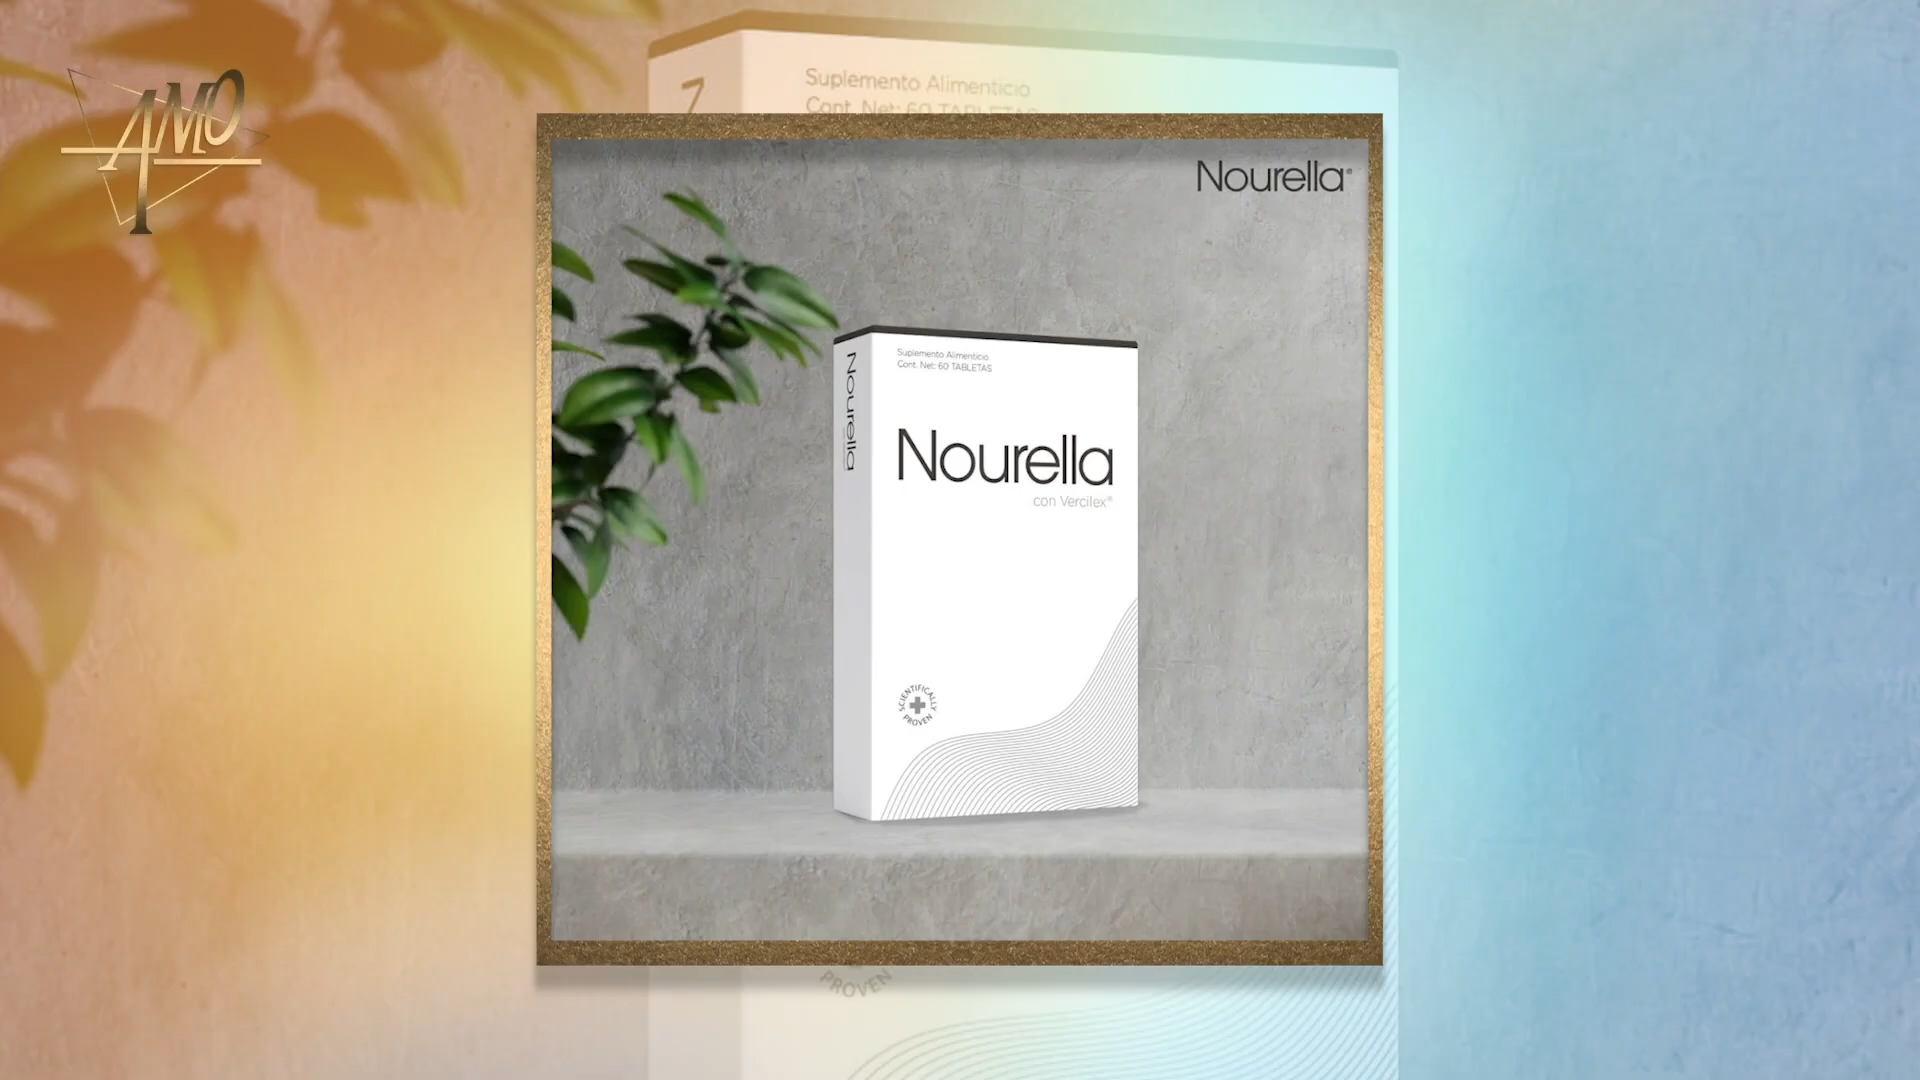 AMO
Suplemento Alimenticio
Cont. Net: 60 TABLETAS
Nourella®
Suplemento Alimenticio
Cont. Net: 60 TABLETAS
Nourella
Nourella
con Vercilex®
SCIENTIFICALLY
PROVEN
PROVEN